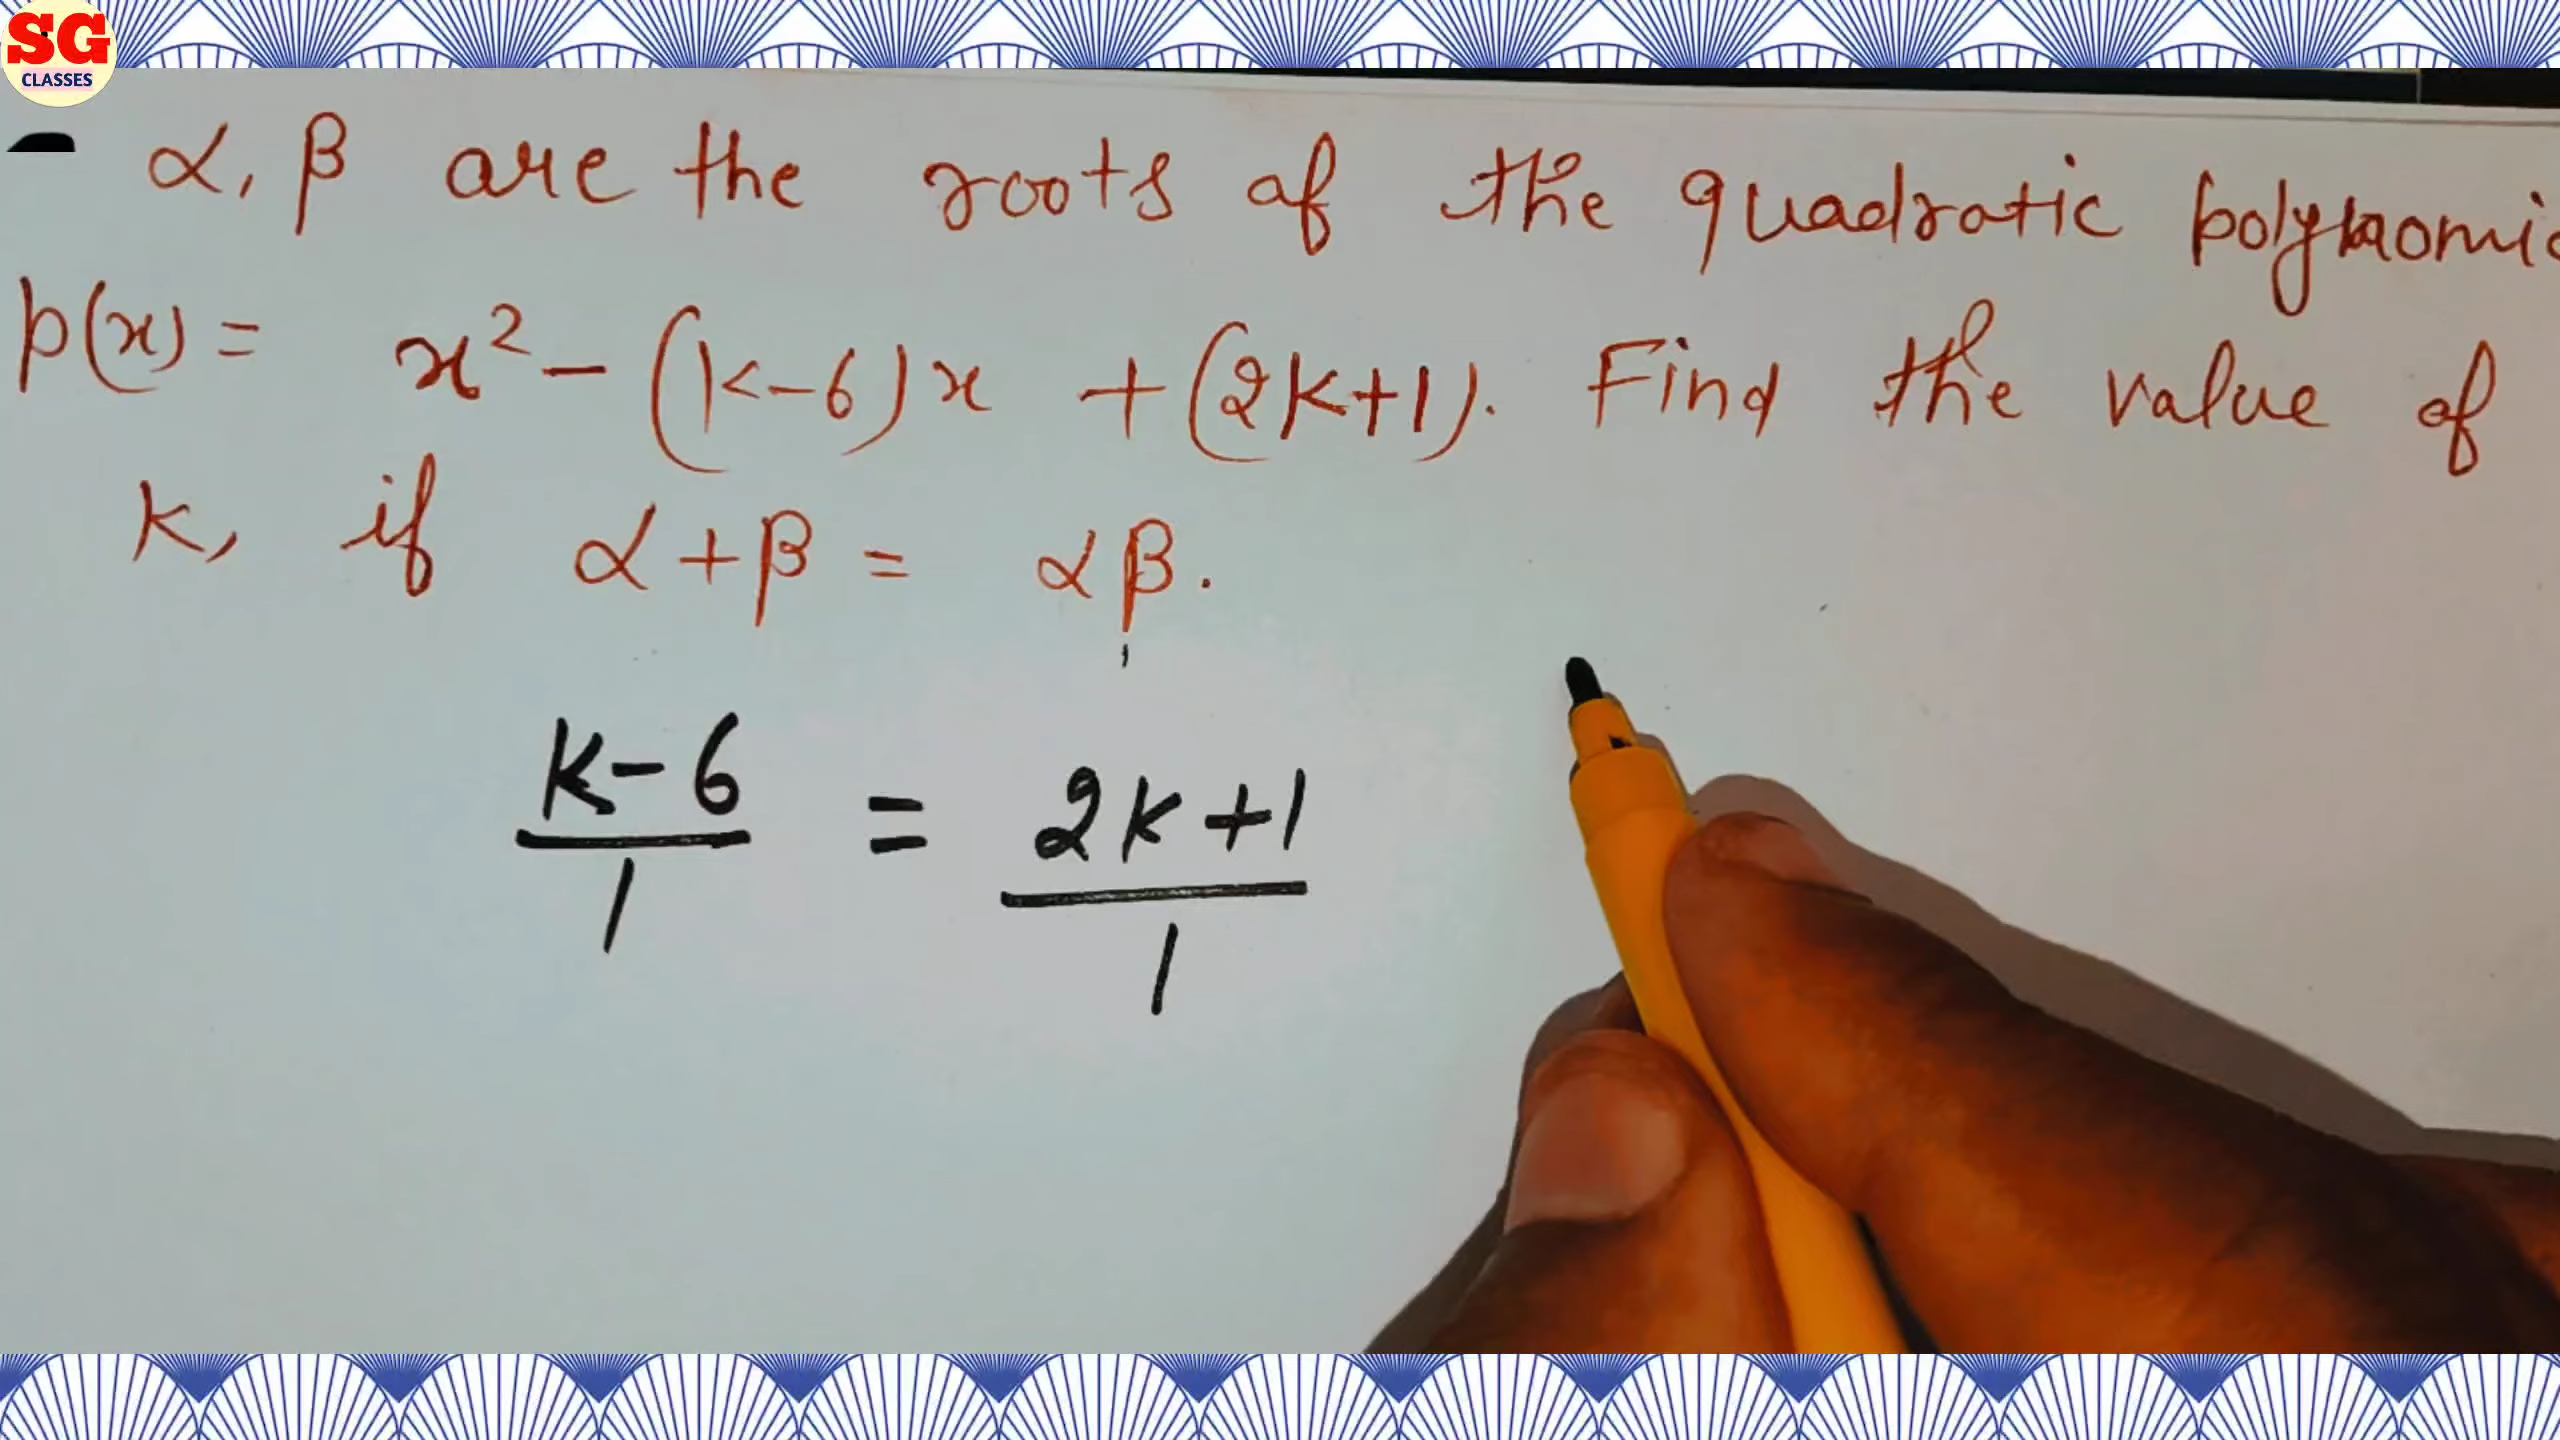 SG
CLASSES
α, β are the roots of the quadratic
p(x) = x² - (k-6)x + (2k+1). Find the value of
k, if α+β = αβ.
k-6 = 2k+1
1 1